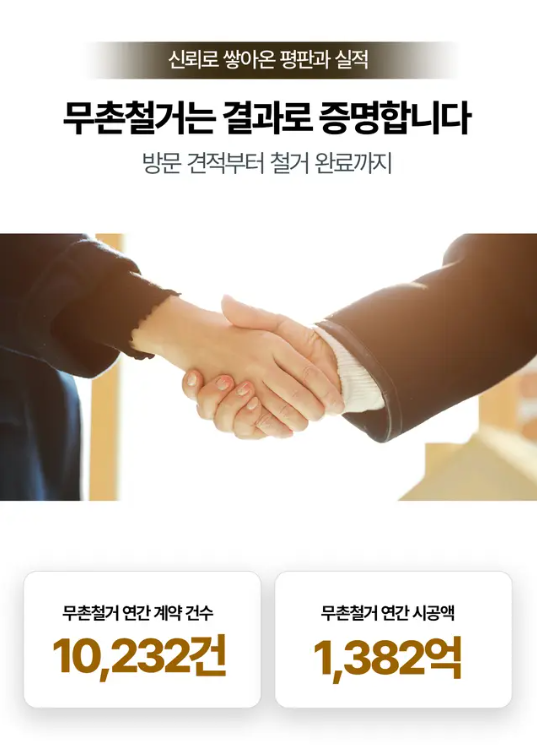 신뢰로 쌓아온 평판과 실적
무촌철거는 결과로 증명합니다
방문 견적부터 철거 완료까지
무촌철거 연간 계약 건수
10,232건
무촌철거 연간 시공액
1,382억